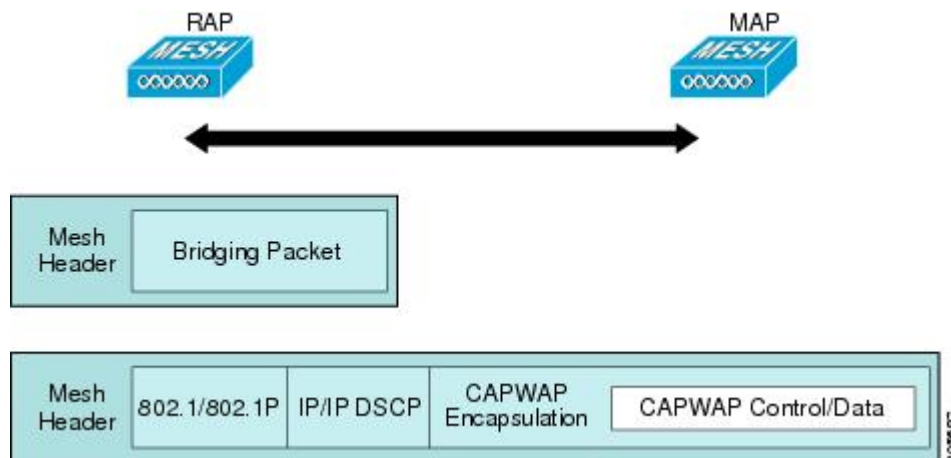 RAP
MAP
MESH
MESH
Mesh
Header
Bridging Packet
Mesh
Header
802.1/802.1P
IP/IP DSCP
CAPWAP
Encapsulation
CAPWAP Control/Data